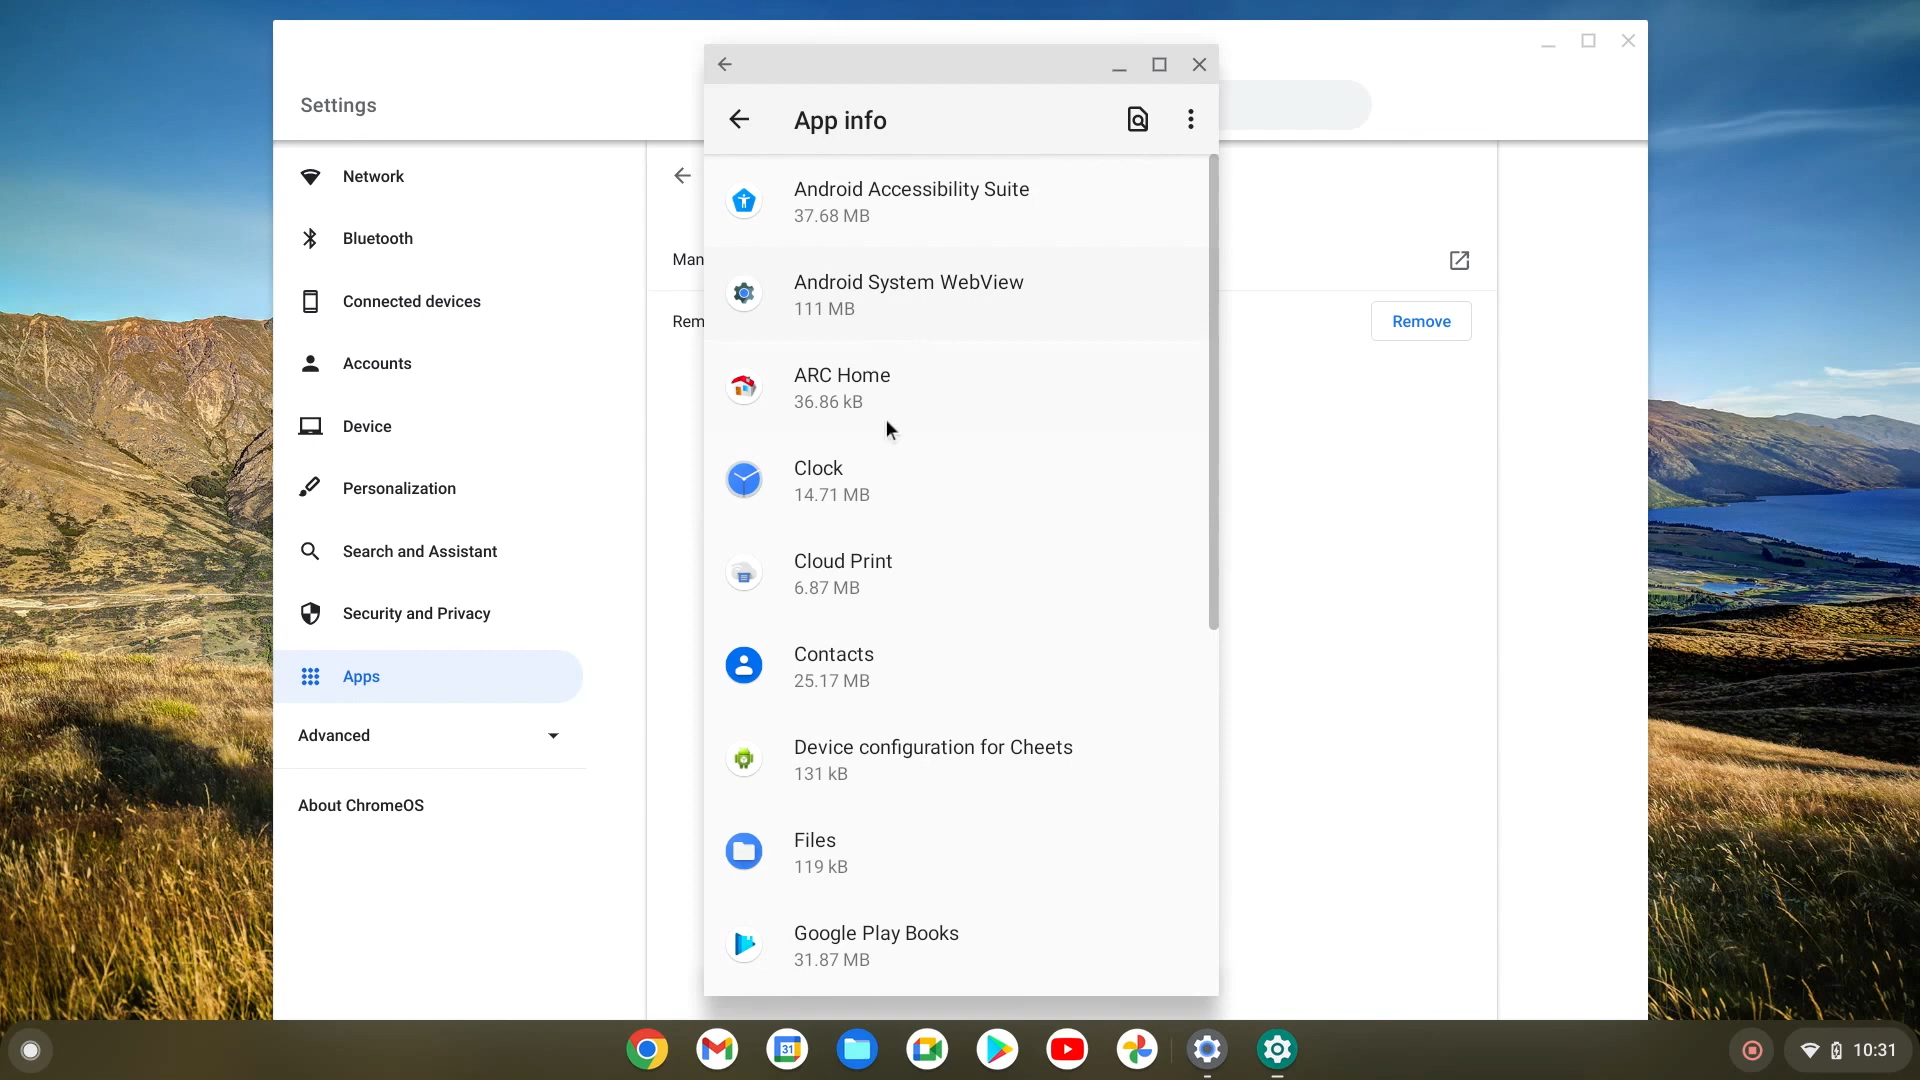 Settings
App info
Network
Bluetooth
Connected devices
Accounts
Device
Personalization
Search and Assistant
Security and Privacy
Apps
Advanced
About ChromeOS
Man
Rem
Remove
Android Accessibility Suite
37.68 MB
Android System WebView
111 MB
ARC Home
36.86 kB
Clock
14.71 MB
Cloud Print
6.87 MB
Contacts
25.17 MB
Device configuration for Cheets
131 kB
Files
119 kB
Google Play Books
31.87 MB
31
10:31